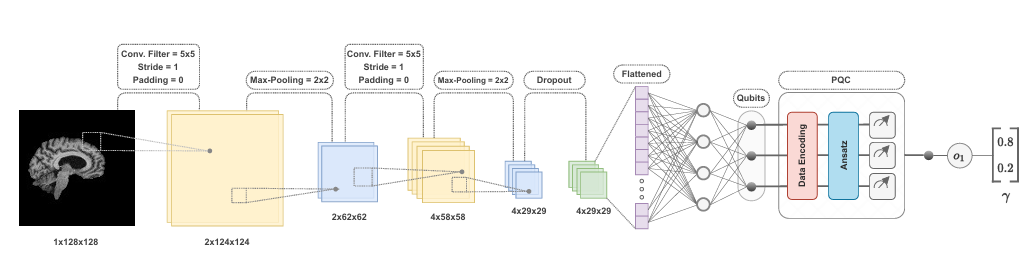 Conv. Filter = 5x5
Stride = 1
Padding = 0
Max-Pooling = 2x2
Conv. Filter = 5x5
Stride = 1
Padding = 0
Max-Pooling = 2x2
Dropout
Flattened
Qubits
PQC
Data Encoding
Ansatz
o₁
0.8
0.2
γ
1x128x128
2x124x124
2x62x62
4x58x58
4x29x29
4x29x29